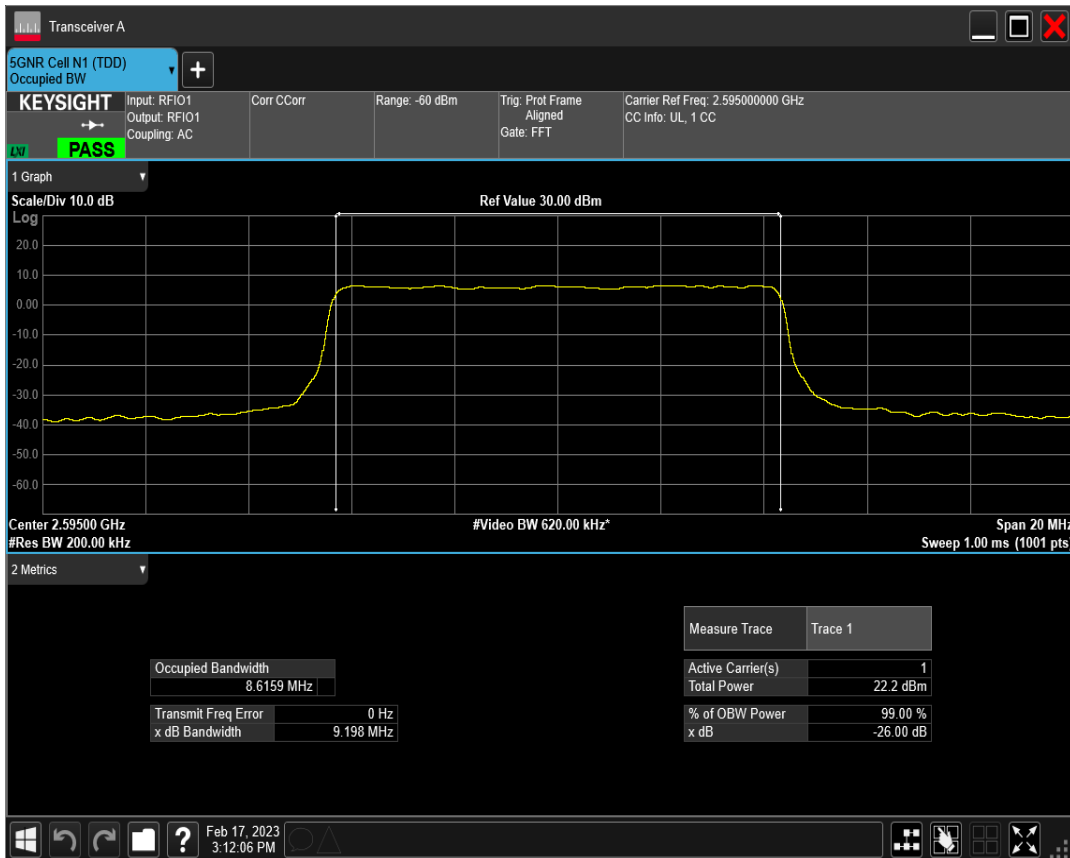 Transceiver A
5GNR Cell N1 (TDD)
Occupied BW
+
KEYSIGHT
LXI
PASS
Input: RFIO1
Output: RFIO1
Coupling: AC
Corr CCorr
Range: -60 dBm
Trig: Prot Frame
Aligned
Gate: FFT
Carrier Ref Freq: 2.595000000 GHz
CC Info: UL, 1 CC
1 Graph
Scale/Div 10.0 dB
Ref Value 30.00 dBm
Log
20.0
10.0
0.00
-10.0
-20.0
-30.0
-40.0
-50.0
-60.0
Center 2.59500 GHz
#Video BW 620.00 kHz*
Span 20 MHz
#Res BW 200.00 kHz
Sweep 1.00 ms (1001 pts)
2 Metrics
Measure Trace Trace 1
Occupied Bandwidth
8.6159 MHz
Active Carrier(s) 1
Total Power 22.2 dBm
Transmit Freq Error 0 Hz
x dB Bandwidth 9.198 MHz
% of OBW Power 99.00 %
x dB -26.00 dB
?
Feb 17, 2023
3:12:06 PM